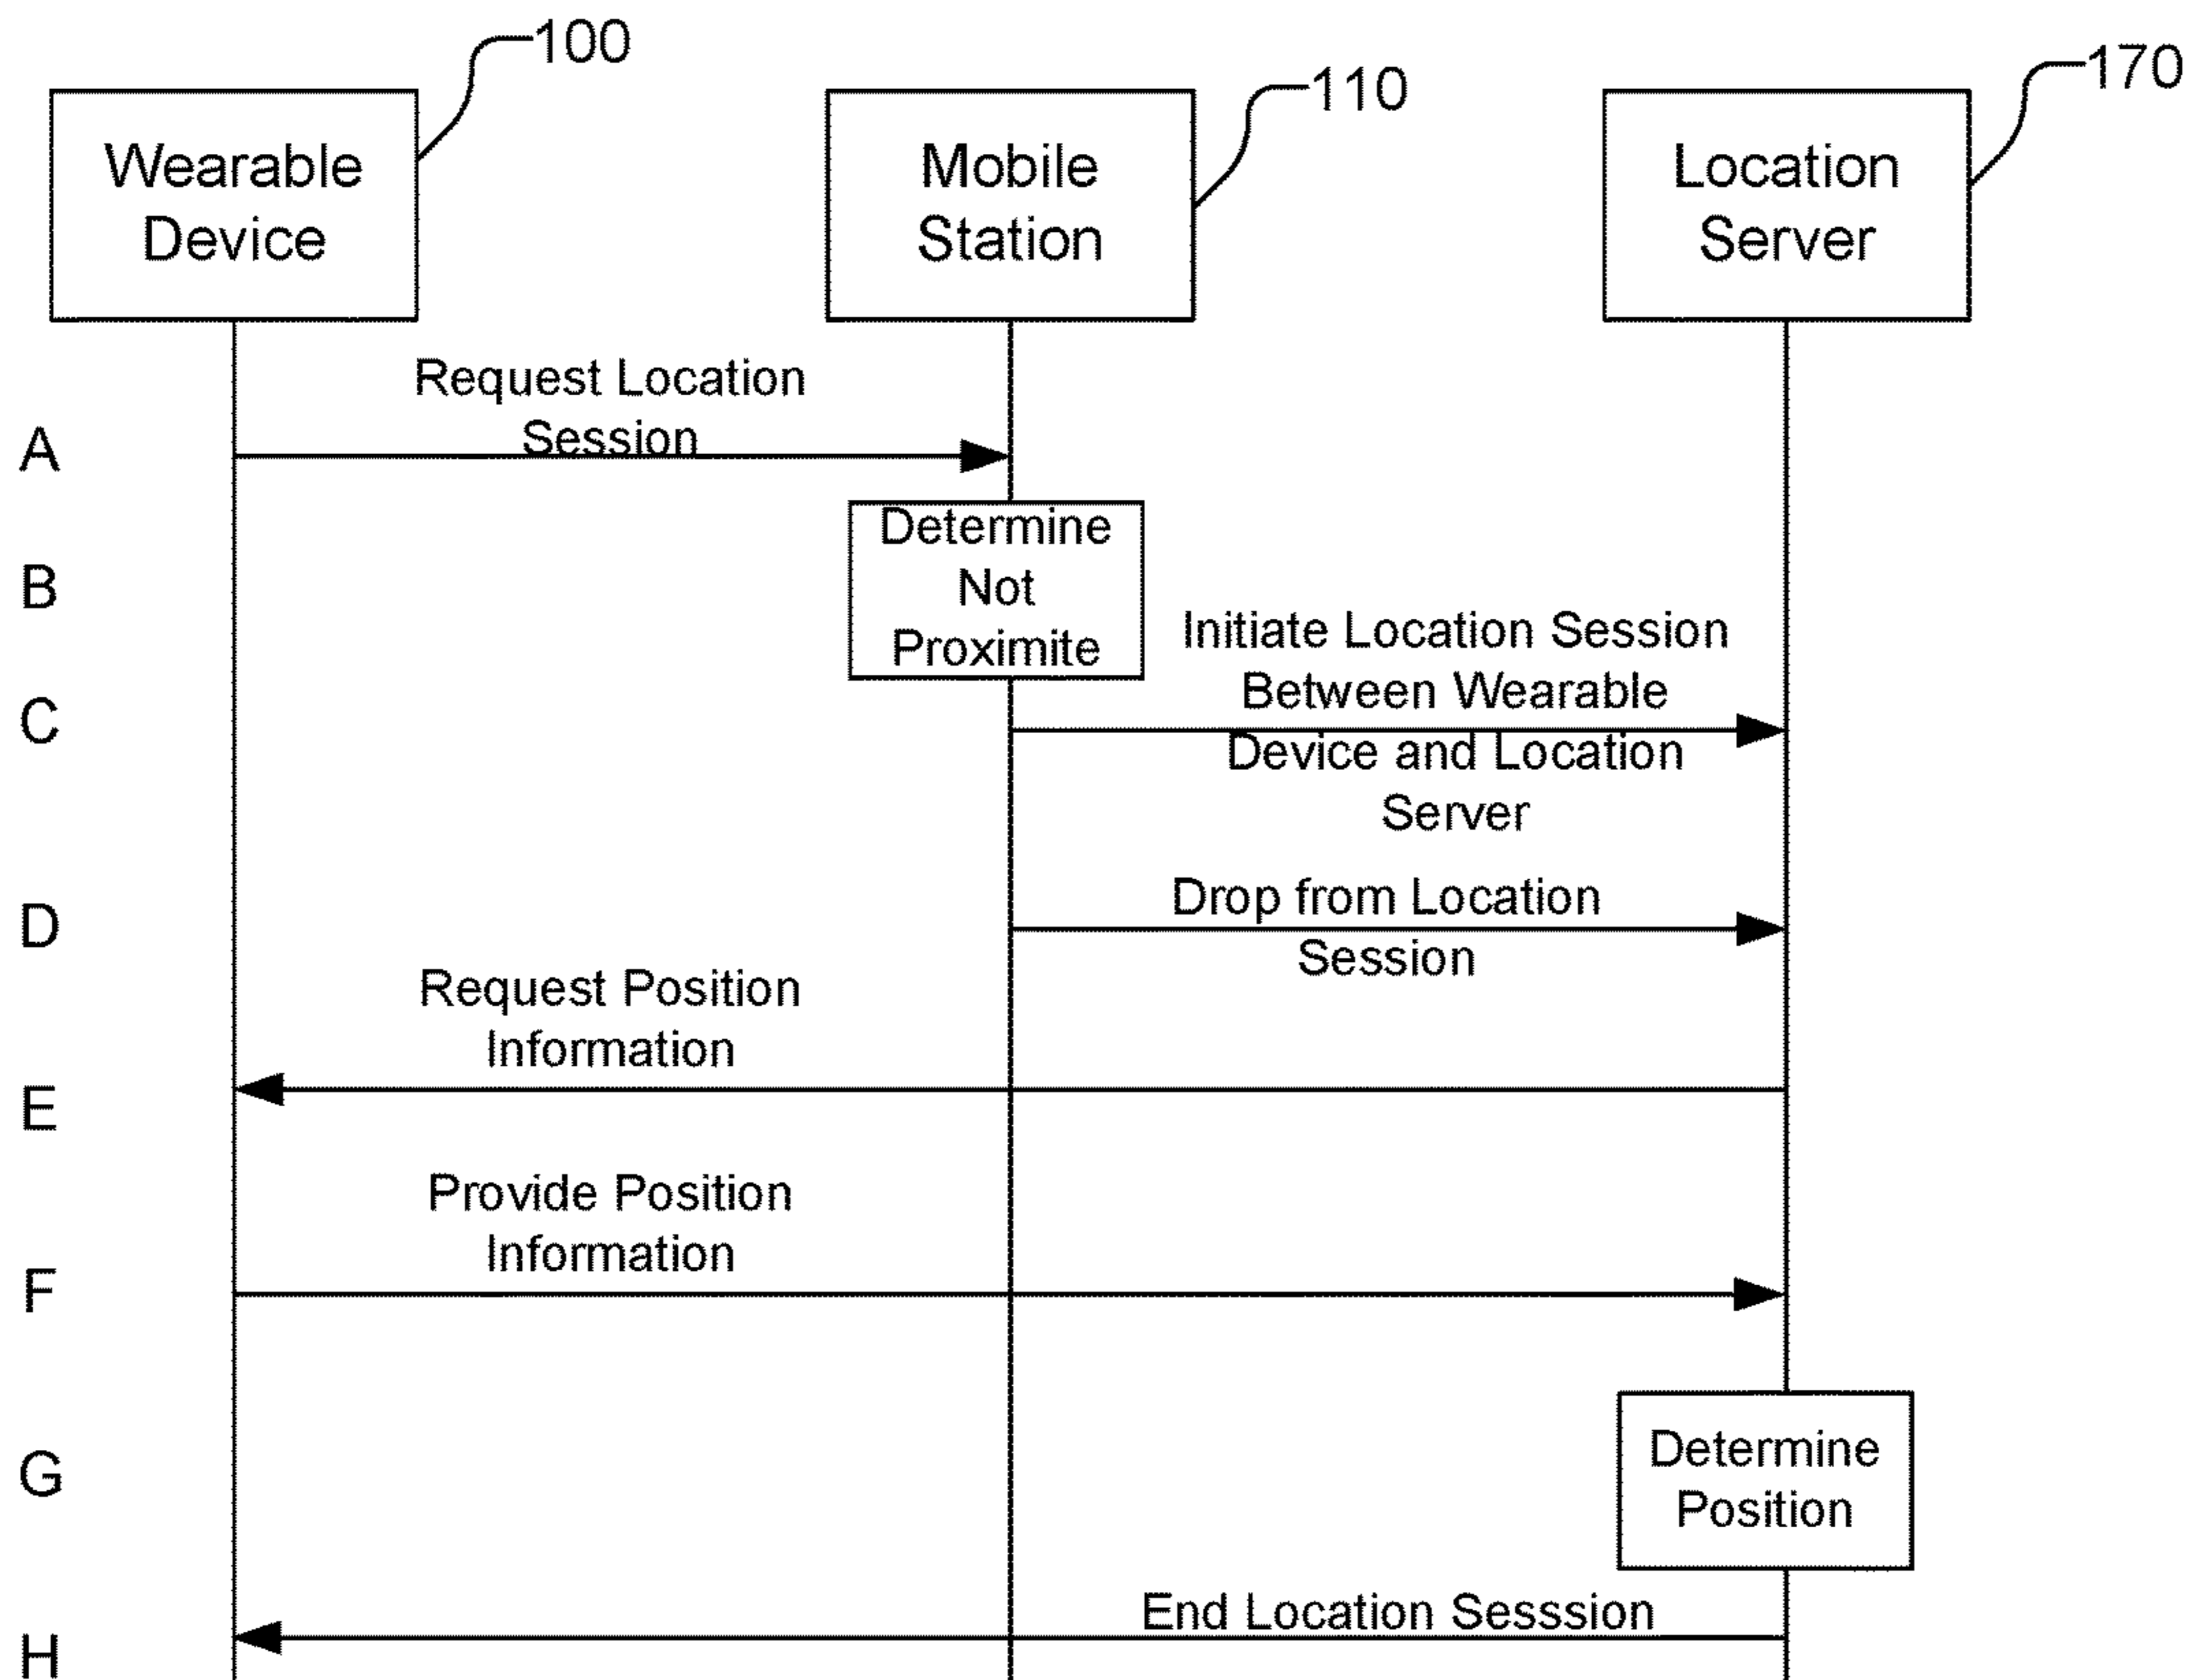 100
110
170
Wearable
Device
Mobile
Station
Location
Server
Request Location
Session
A
Determine
Not
Proximite
B
Initiate Location Session
Between Wearable
Device and Location
Server
C
Drop from Location
Session
D
Request Position
Information
E
Provide Position
Information
F
Determine
Position
G
End Location Sesssion
H